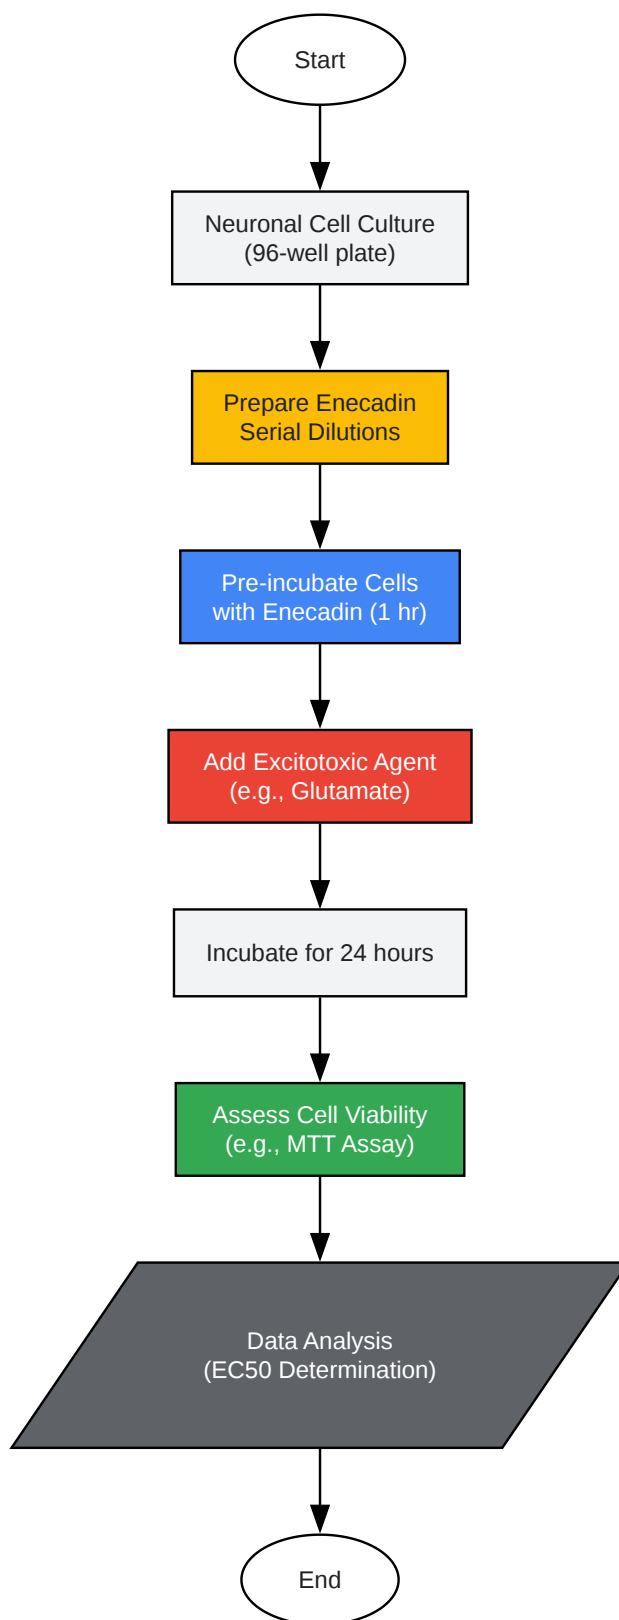 Start
Neuronal Cell Culture
(96-well plate)
Prepare Enecadin
Serial Dilutions
Pre-incubate Cells
with Enecadin (1 hr)
Add Excitotoxic Agent
(e.g., Glutamate)
Incubate for 24 hours
Assess Cell Viability
(e.g., MTT Assay)
Data Analysis
(EC50 Determination)
End